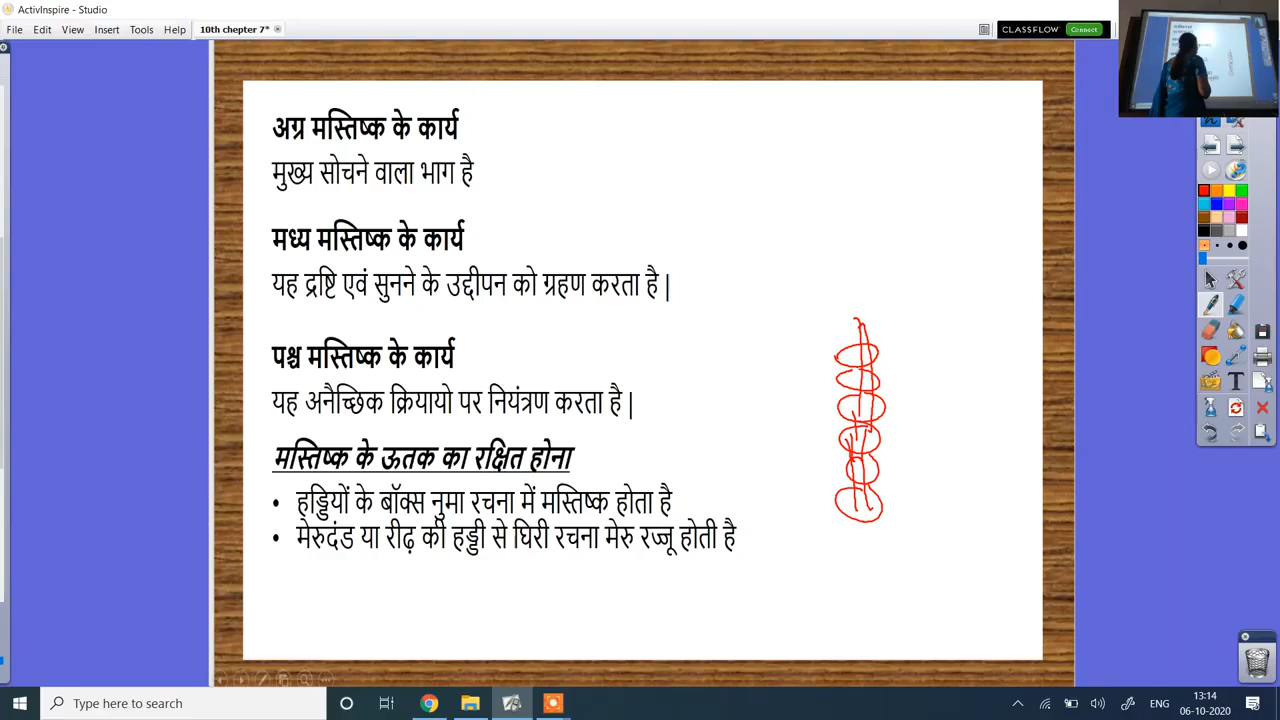 ActivInspire - Studio
File Edit View Insert Tools Help
10th chepter 7*
CLASSFLOW Connect
अग्र मस्तिष्क के कार्य
मुख्य सोचने वाला भाग है
मध्य मस्तिष्क के कार्य
यह द्रष्टि एवं सुनने के उद्दीपन को ग्रहण करता है |
पश्च मस्तिष्क के कार्य
यह अनैच्छिक क्रियायो पर नियंत्रण करता है |
मस्तिष्क के ऊतक का रक्षित होना
• हड्डियों के बॉक्स नुमा रचना में मस्तिष्क होता है
• मेरुदंड या रीढ़ की हड्डी से घिरी रचना मेरु रज्जू होती है
Type here to search
ENG
13:14
06-10-2020